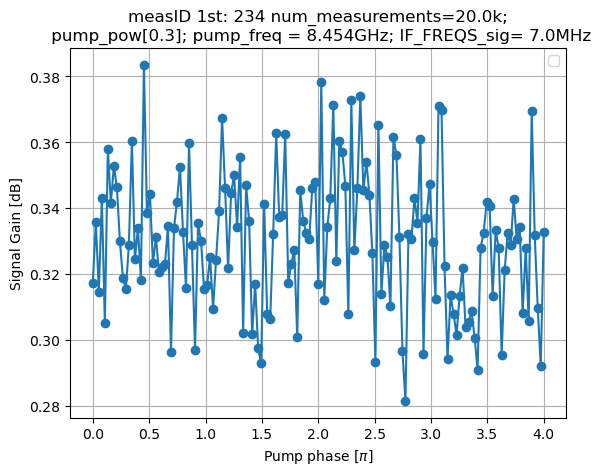 measID 1st: 234 num_measurements=20.0k;
pump_pow[0.3]; pump_freq = 8.454GHz; IF_FREQS_sig= 7.0MHz
Signal Gain [dB]
0.38
0.36
0.34
0.32
0.30
0.28
0.0 0.5 1.0 1.5 2.0 2.5 3.0 3.5 4.0
Pump phase [π]